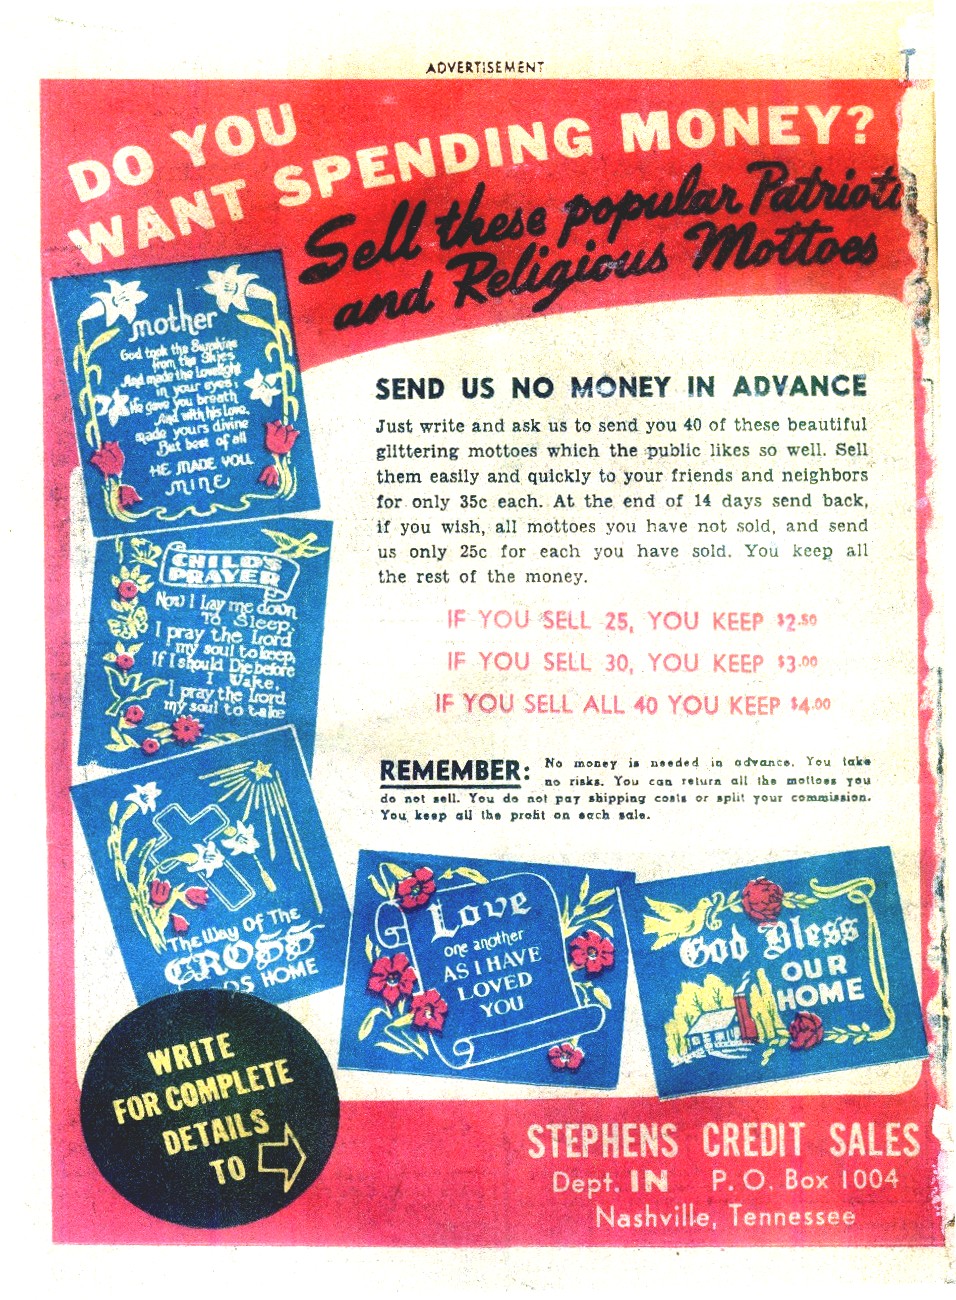 ADVERTISEMENT
DO YOU
WANT SPENDING MONEY?
Sell these popular Patriotic
and Religious Mottoes
mother
God took the Sunshine
from the Skies
And made the Lovelight
in your eyes;
He gave you breath
And with his love,
made yours divine
But best of all
HE MADE YOU
MINE
CHILD'S
PRAYER
Now I Lay me down
TO Sleep,
I pray the Lord
my soul to keep,
If I should Die before
I Wake,
I pray the Lord
my soul to take
The Way Of The
CROSS
DS HOME
SEND US NO MONEY IN ADVANCE
Just write and ask us to send you 40 of these beautiful
glittering mottoes which the public likes so well. Sell
them easily and quickly to your friends and neighbors
for only 35c each. At the end of 14 days send back,
if you wish, all mottoes you have not sold, and send
us only 25c for each you have sold. You keep all
the rest of the money.
IF YOU SELL 25, YOU KEEP $2.50
IF YOU SELL 30, YOU KEEP $3.00
IF YOU SELL ALL 40 YOU KEEP $4.00
REMEMBER: No money is needed in advance. You take
no risks. You can return all the mottoes you
do not sell. You do not pay shipping costs or split your commission.
You keep all the profit on each sale.
Love
one another
AS I HAVE
LOVED
YOU
God Bless
OUR
HOME
WRITE
FOR COMPLETE
DETAILS
TO
STEPHENS CREDIT SALES
Dept. IN P. O. Box 1004
Nashville, Tennessee